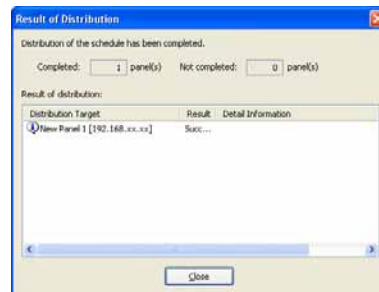 Result of Distribution
Distribution of the schedule has been completed.
Completed: 1 panel(s) Not completed: 0 panel(s)
Result of distribution:
Distribution Target Result Detail Information
New Panel 1 [192.168.xx.xx] Succ...
Close